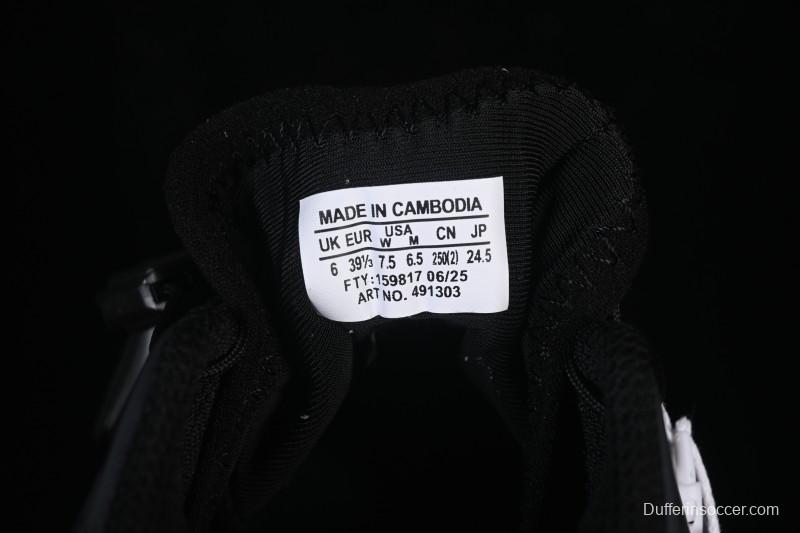 MADE IN CAMBODIA
UK EUR USA W M CN JP
6 39⅓ 7.5 6.5 250(2) 24.5
FTY:159817 06/25
ART NO. 491303
Dufferinsoccer.com